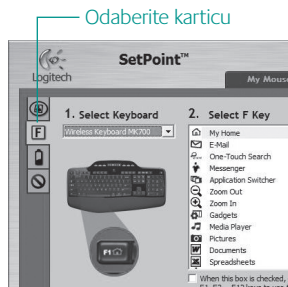 Odaberite karticu
SetPoint™
Logitech
My Mouse
1. Select Keyboard
Wireless Keyboard MK700
2. Select F Key
My Home
E-Mail
One-Touch Search
Messenger
Application Switcher
Zoom Out
Zoom In
Gadgets
Media Player
Pictures
Documents
Spreadsheets
When this box is checked,
F
F1